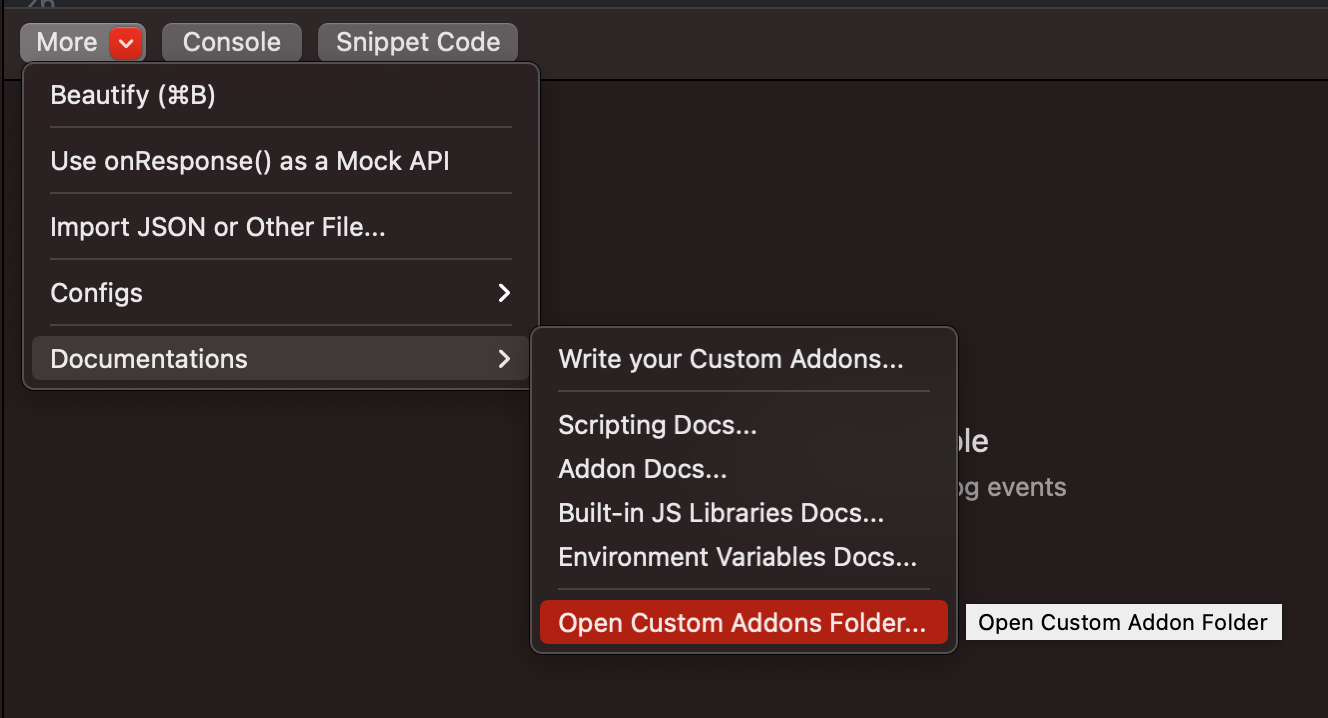 More
Console
Snippet Code
Beautify (⌘B)
Use onResponse() as a Mock API
Import JSON or Other File...
Configs
Documentations
Write your Custom Addons...
Scripting Docs...
Addon Docs...
Built-in JS Libraries Docs...
Environment Variables Docs...
Open Custom Addons Folder...
Open Custom Addon Folder
events